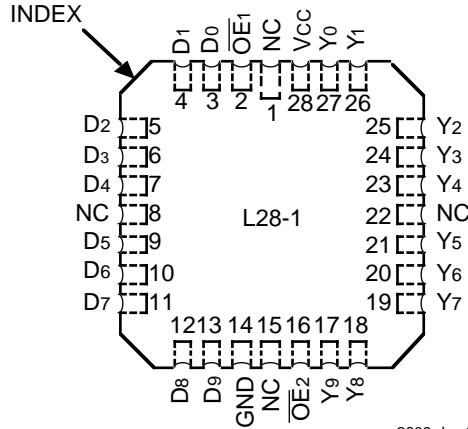 INDEX
D1 D0 O̅E̅1 NC VCC Y0 Y1
4 3 2 1 28 27 26
D2 5 25 Y2
D3 6 24 Y3
D4 7 23 Y4
NC 8 L28-1 22 NC
D5 9 21 Y5
D6 10 20 Y6
D7 11 19 Y7
12 13 14 15 16 17 18
D8 D9 GND NC O̅E̅2 Y9 Y8